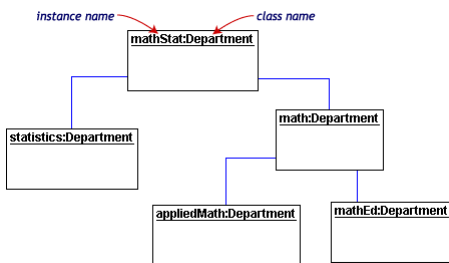 instance name
class name
mathStat:Department
statistics:Department
math:Department
appliedMath:Department
mathEd:Department